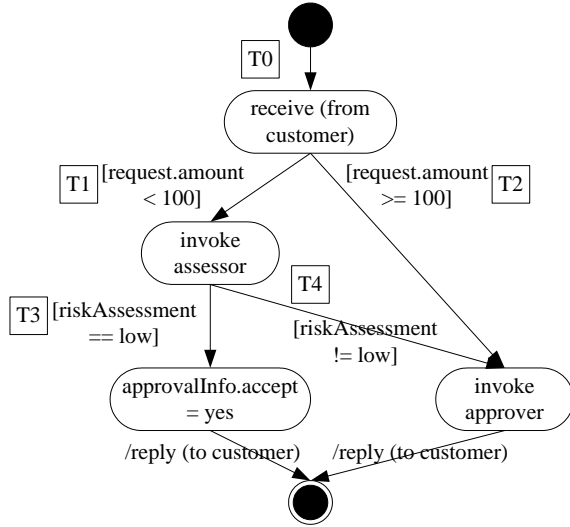 T0
receive (from
customer)
T1
[request.amount
< 100]
[request.amount
>= 100]
T2
invoke
assessor
T3
[riskAssessment
== low]
T4
[riskAssessment
!= low]
approvalInfo.accept
= yes
invoke
approver
/reply (to customer)
/reply (to customer)